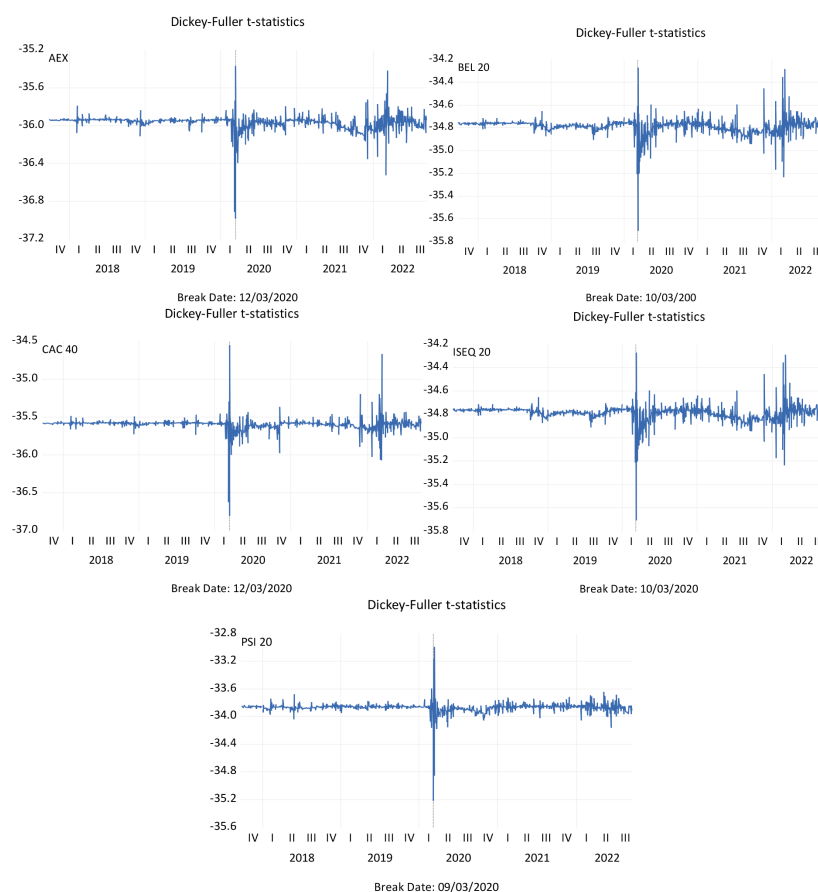 Dickey-Fuller t-statistics
AEX
-35.2
-35.6
-36.0
-36.4
-36.8
-37.2
IV I II III IV I II III IV I II III IV I II III IV I II III
2018 2019 2020 2021 2022
Break Date: 12/03/2020
Dickey-Fuller t-statistics
BEL 20
-34.2
-34.4
-34.6
-34.8
-35.0
-35.2
-35.4
-35.6
-35.8
IV I II III IV I II III IV I II III IV I II III IV I II
2018 2019 2020 2021 2022
Break Date: 10/03/200
Dickey-Fuller t-statistics
CAC 40
-34.5
-35.0
-35.5
-36.0
-36.5
-37.0
IV I II III IV I II III IV I II III IV I II III IV I II III
2018 2019 2020 2021 2022
Break Date: 12/03/2020
Dickey-Fuller t-statistics
ISEQ 20
-34.2
-34.4
-34.6
-34.8
-35.0
-35.2
-35.4
-35.6
-35.8
IV I II III IV I II III IV I II III IV I II III IV I II
2018 2019 2020 2021 2022
Break Date: 10/03/2020
Dickey-Fuller t-statistics
PSI 20
-32.8
-33.2
-33.6
-34.0
-34.4
-34.8
-35.2
-35.6
IV I II III IV I II III IV I II III IV I II III IV I II III
2018 2019 2020 2021 2022
Break Date: 09/03/2020